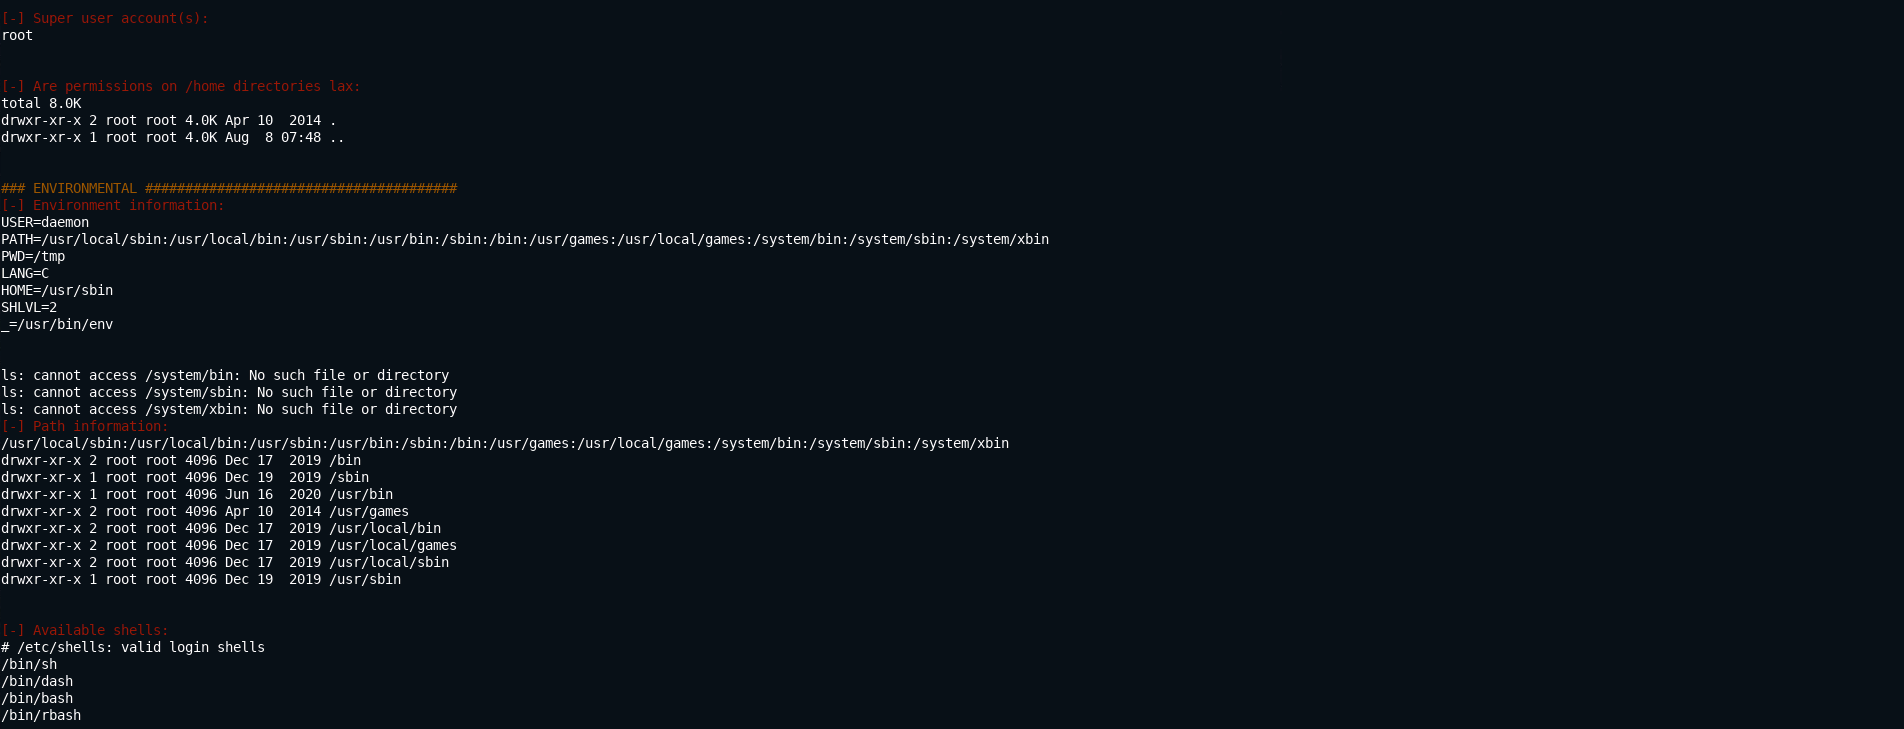 [-] Super user account(s):
root
[-] Are permissions on /home directories lax:
total 8.0K
drwxr-xr-x 2 root root 4.0K Apr 10  2014 .
drwxr-xr-x 1 root root 4.0K Aug  8 07:48 ..
### ENVIRONMENTAL #######################################
[-] Environment information:
USER=daemon
PATH=/usr/local/sbin:/usr/local/bin:/usr/sbin:/usr/bin:/sbin:/bin:/usr/games:/usr/local/games:/system/bin:/system/sbin:/system/xbin
PWD=/tmp
LANG=C
HOME=/usr/sbin
SHLVL=2
_=/usr/bin/env
ls: cannot access /system/bin: No such file or directory
ls: cannot access /system/sbin: No such file or directory
ls: cannot access /system/xbin: No such file or directory
[-] Path information:
/usr/local/sbin:/usr/local/bin:/usr/sbin:/usr/bin:/sbin:/bin:/usr/games:/usr/local/games:/system/bin:/system/sbin:/system/xbin
drwxr-xr-x 2 root root 4096 Dec 17  2019 /bin
drwxr-xr-x 1 root root 4096 Dec 19  2019 /sbin
drwxr-xr-x 1 root root 4096 Jun 16  2020 /usr/bin
drwxr-xr-x 2 root root 4096 Apr 10  2014 /usr/games
drwxr-xr-x 2 root root 4096 Dec 17  2019 /usr/local/bin
drwxr-xr-x 2 root root 4096 Dec 17  2019 /usr/local/games
drwxr-xr-x 2 root root 4096 Dec 17  2019 /usr/local/sbin
drwxr-xr-x 1 root root 4096 Dec 19  2019 /usr/sbin
[-] Available shells:
# /etc/shells: valid login shells
/bin/sh
/bin/dash
/bin/bash
/bin/rbash